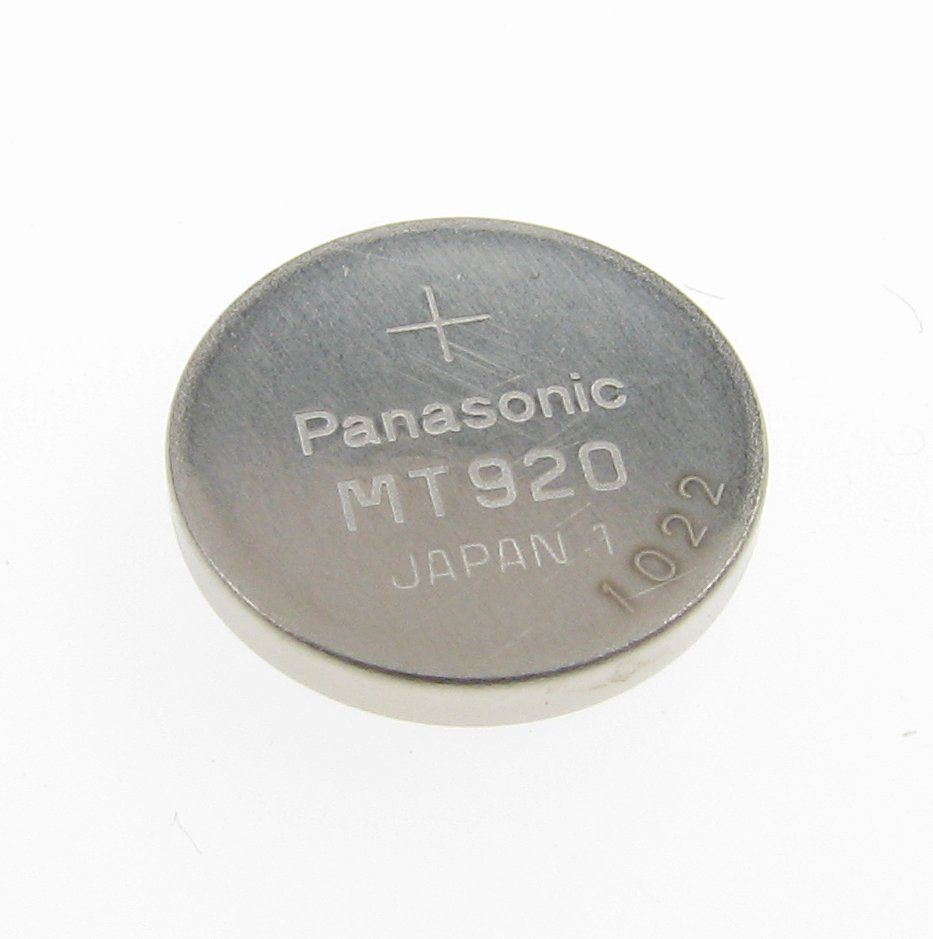 +
Panasonic
MT920
JAPAN 1
1022